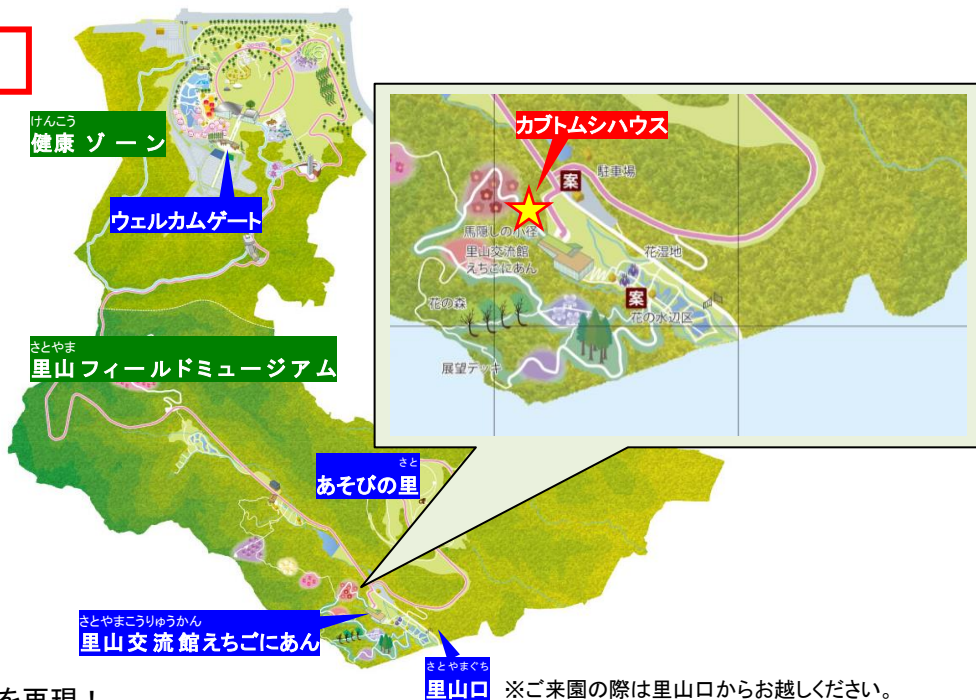 けんこう
健康 ゾーン
ウェルカムゲート
さとやま
里山フィールドミュージアム
さと
あそびの里
さとやまこうりゅうかん
里山交流館えちごにあん
さとやまぐち
里山口 ※ご来園の際は里山口からお越しください。
カブトムシハウス
案
駐車場
馬隠しの小径
里山交流館
えちごにあん
花湿地
花の森
案
花の水辺区
展望デッキ
を再現！